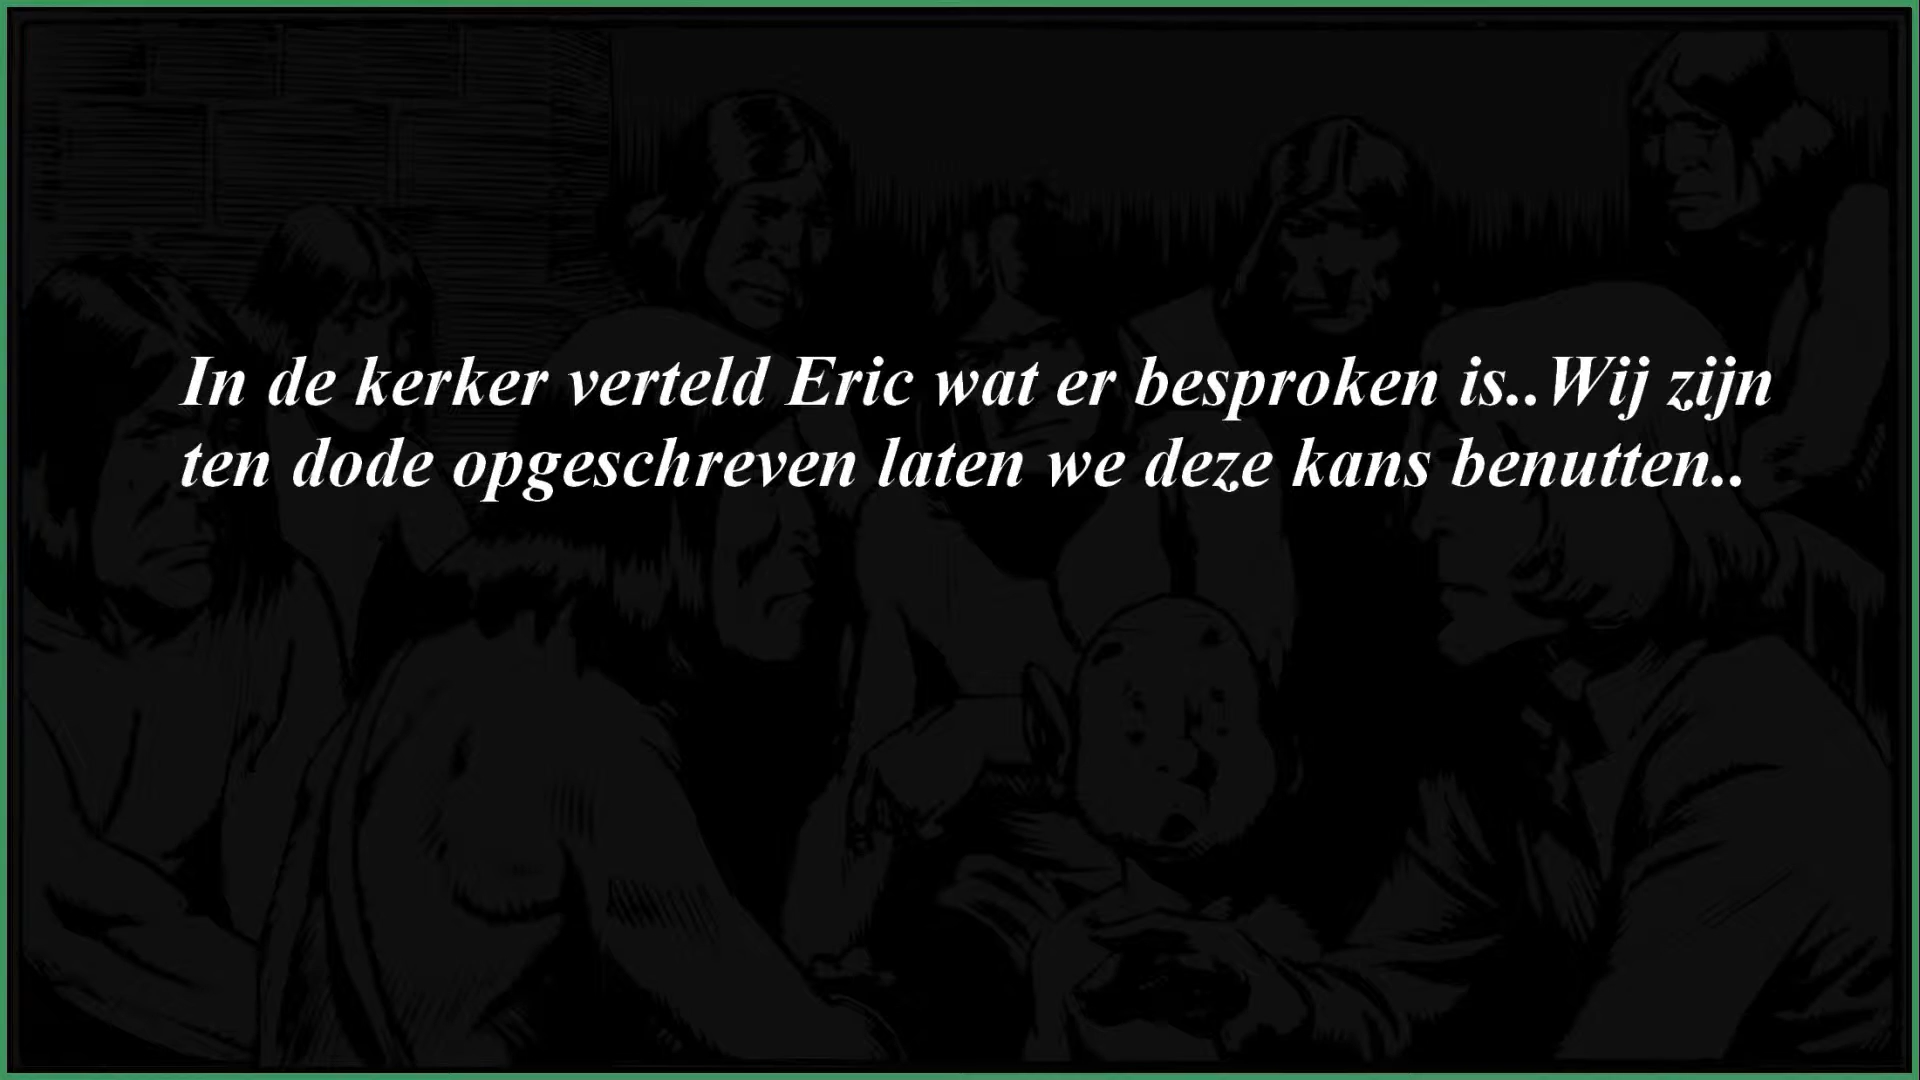 In de kerker verteld Eric wat er besproken is..Wij zijn
ten dode opgeschreven laten we deze kans benutten..